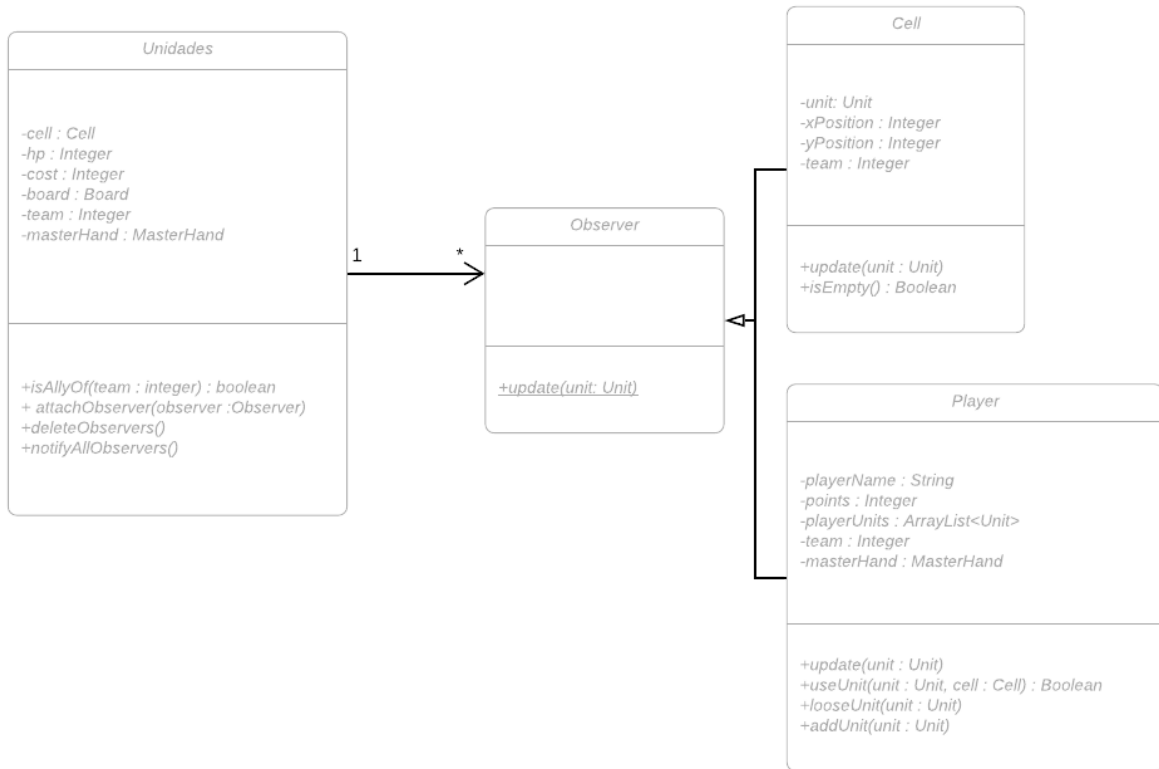 Unidades
-cell : Cell
-hp : Integer
-cost : Integer
-board : Board
-team : Integer
-masterHand : MasterHand
+isAllyOf(team : integer) : boolean
+ attachObserver(observer :Observer)
+deleteObservers()
+notifyAllObservers()
1
*
Observer
+update(unit: Unit)
Cell
-unit: Unit
-xPosition : Integer
-yPosition : Integer
-team : Integer
+update(unit : Unit)
+isEmpty() : Boolean
Player
-playerName : String
-points : Integer
-playerUnits : ArrayList<Unit>
-team : Integer
-masterHand : MasterHand
+update(unit : Unit)
+useUnit(unit : Unit, cell : Cell) : Boolean
+looseUnit(unit : Unit)
+addUnit(unit : Unit)